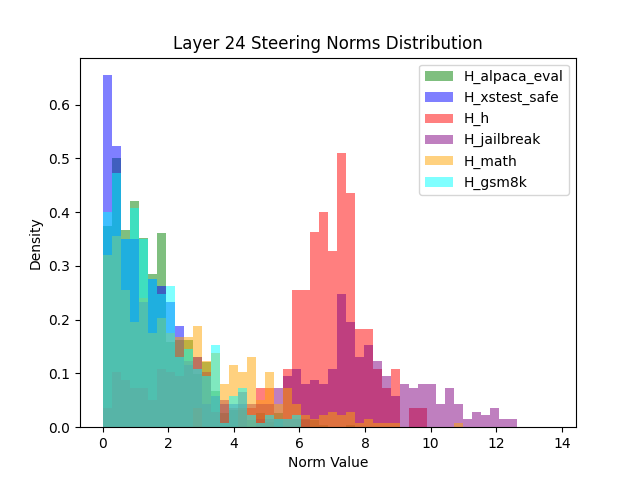 Layer 24 Steering Norms Distribution
H_alpaca_eval
H_xstest_safe
H_h
H_jailbreak
H_math
H_gsm8k
Density
0.6
0.5
0.4
0.3
0.2
0.1
0.0
0 2 4 6 8 10 12 14
Norm Value